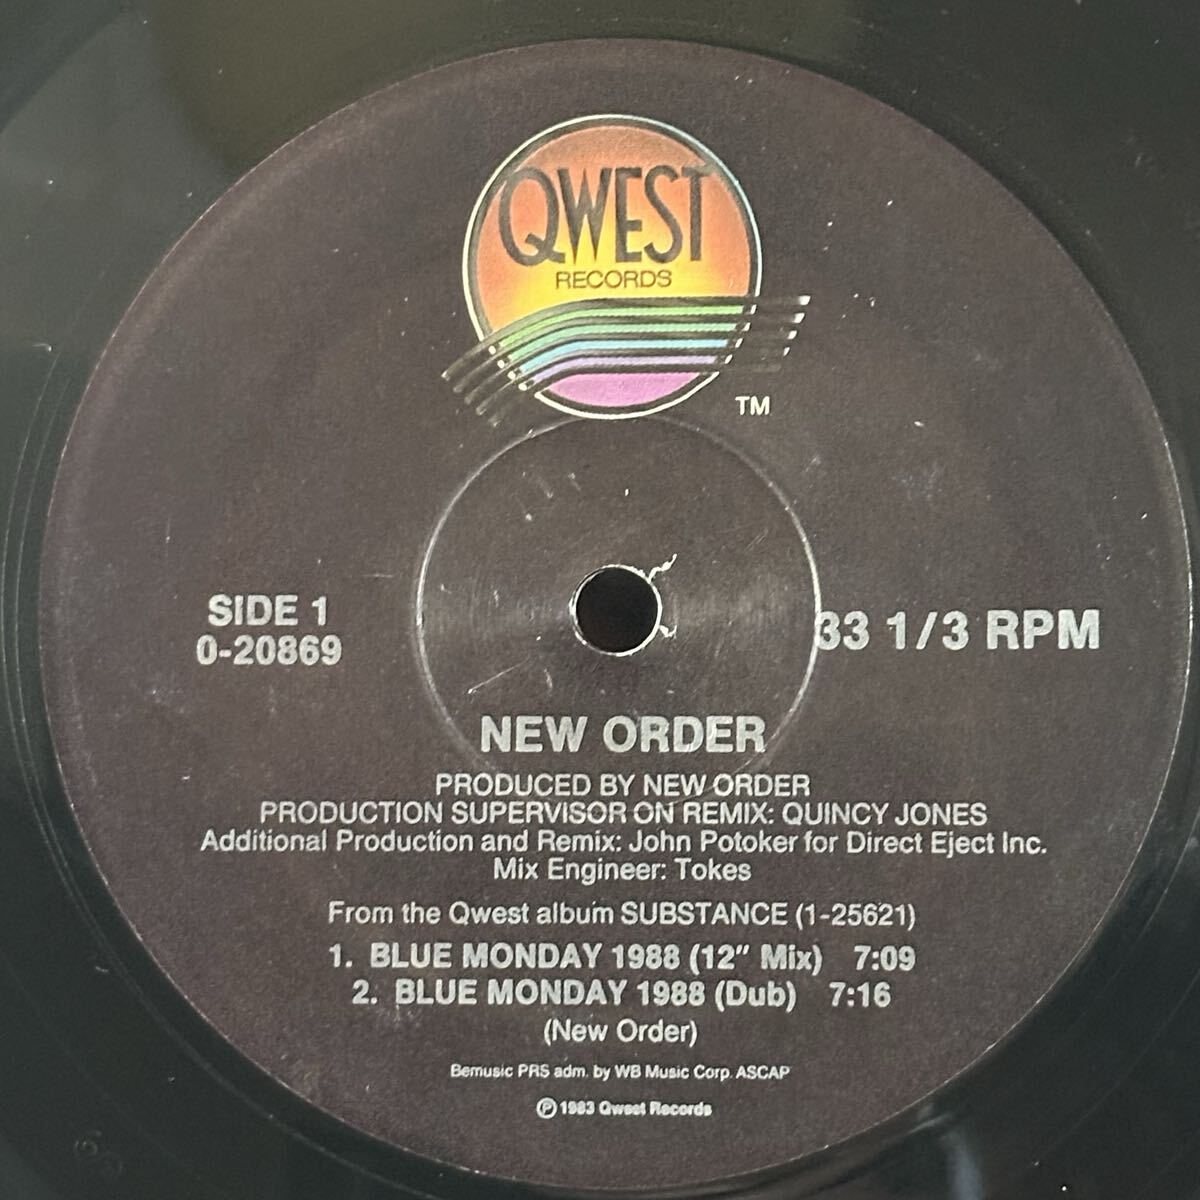 QWEST
RECORDS
TM
SIDE 1
0-20869
33 1/3 RPM
NEW ORDER
PRODUCED BY NEW ORDER
PRODUCTION SUPERVISOR ON REMIX: QUINCY JONES
Additional Production and Remix: John Potoker for Direct Eject Inc.
Mix Engineer: Tokes
From the Qwest album SUBSTANCE (1-25621)
1. BLUE MONDAY 1988 (12" Mix) 7:09
2. BLUE MONDAY 1988 (Dub) 7:16
(New Order)
Bemusic PRS adm. by WB Music Corp. ASCAP
℗ 1983 Qwest Records